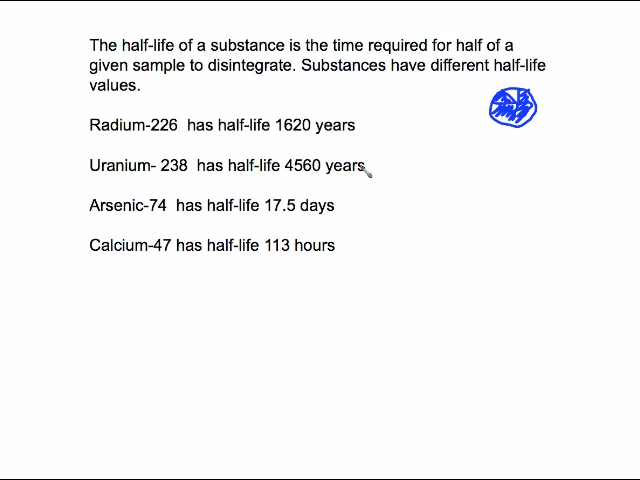 The half-life of a substance is the time required for half of a
given sample to disintegrate. Substances have different half-life
values.
Radium-226  has half-life 1620 years
Uranium- 238  has half-life 4560 years
Arsenic-74  has half-life 17.5 days
Calcium-47 has half-life 113 hours